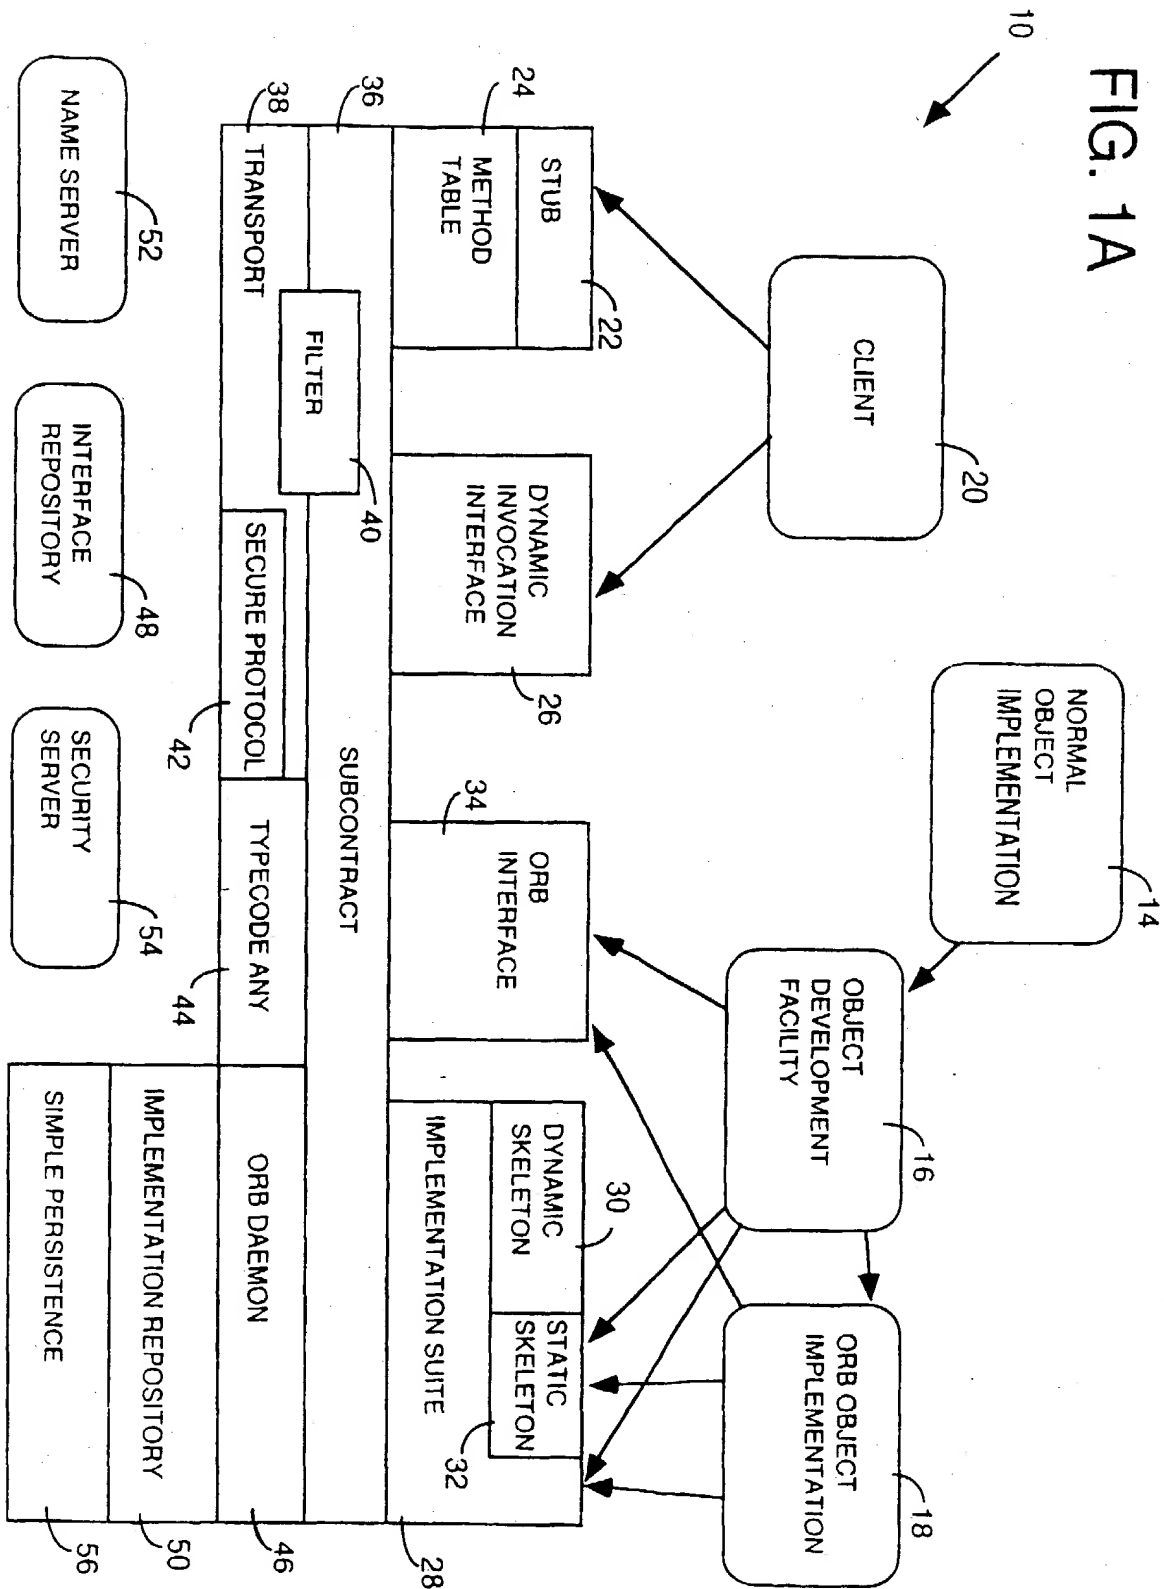 FIG. 1A
10
CLIENT
20
NORMAL
OBJECT
IMPLEMENTATION
14
OBJECT
DEVELOPMENT
FACILITY
16
ORB OBJECT
IMPLEMENTATION
18
STUB
22
24
METHOD
TABLE
DYNAMIC
INVOCATION
INTERFACE
26
34
ORB
INTERFACE
30
DYNAMIC
SKELETON
STATIC
SKELETON
32
IMPLEMENTATION SUITE
28
36
SUBCONTRACT
FILTER
40
38
TRANSPORT
SECURE PROTOCOL
42
TYPECODE ANY
44
ORB DAEMON
46
IMPLEMENTATION REPOSITORY
50
SIMPLE PERSISTENCE
56
NAME SERVER
52
INTERFACE
REPOSITORY
48
SECURITY
SERVER
54